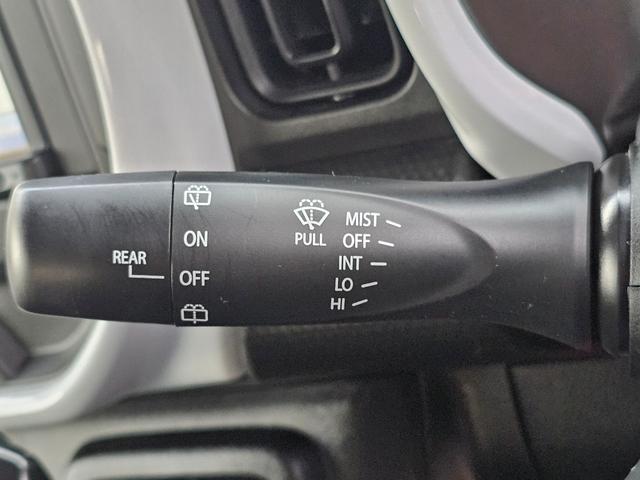 REAR
ON
OFF
PULL
MIST
OFF
INT
LO
HI